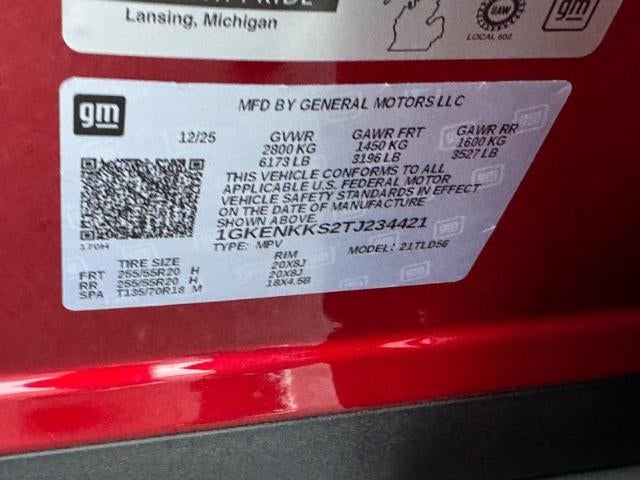 RIDE
Lansing, Michigan
UAW
LOCAL 602
gm
gm
MFD BY GENERAL MOTORS LLC
12/25 GVWR GAWR FRT GAWR RR
2800 KG 1450 KG 1600 KG
6173 LB 3196 LB 3527 LB
THIS VEHICLE CONFORMS TO ALL
APPLICABLE U.S. FEDERAL MOTOR
VEHICLE SAFETY STANDARDS IN EFFECT
ON THE DATE OF MANUFACTURE
SHOWN ABOVE.
1GKENKKS2TJ234421
170H
TYPE: MPV MODEL: 21TLD56
TIRE SIZE RIM
FRT 255/55R20 H 20X8J
RR 255/55R20 H 20X8J
SPA T135/70R18 M 18X4.5B